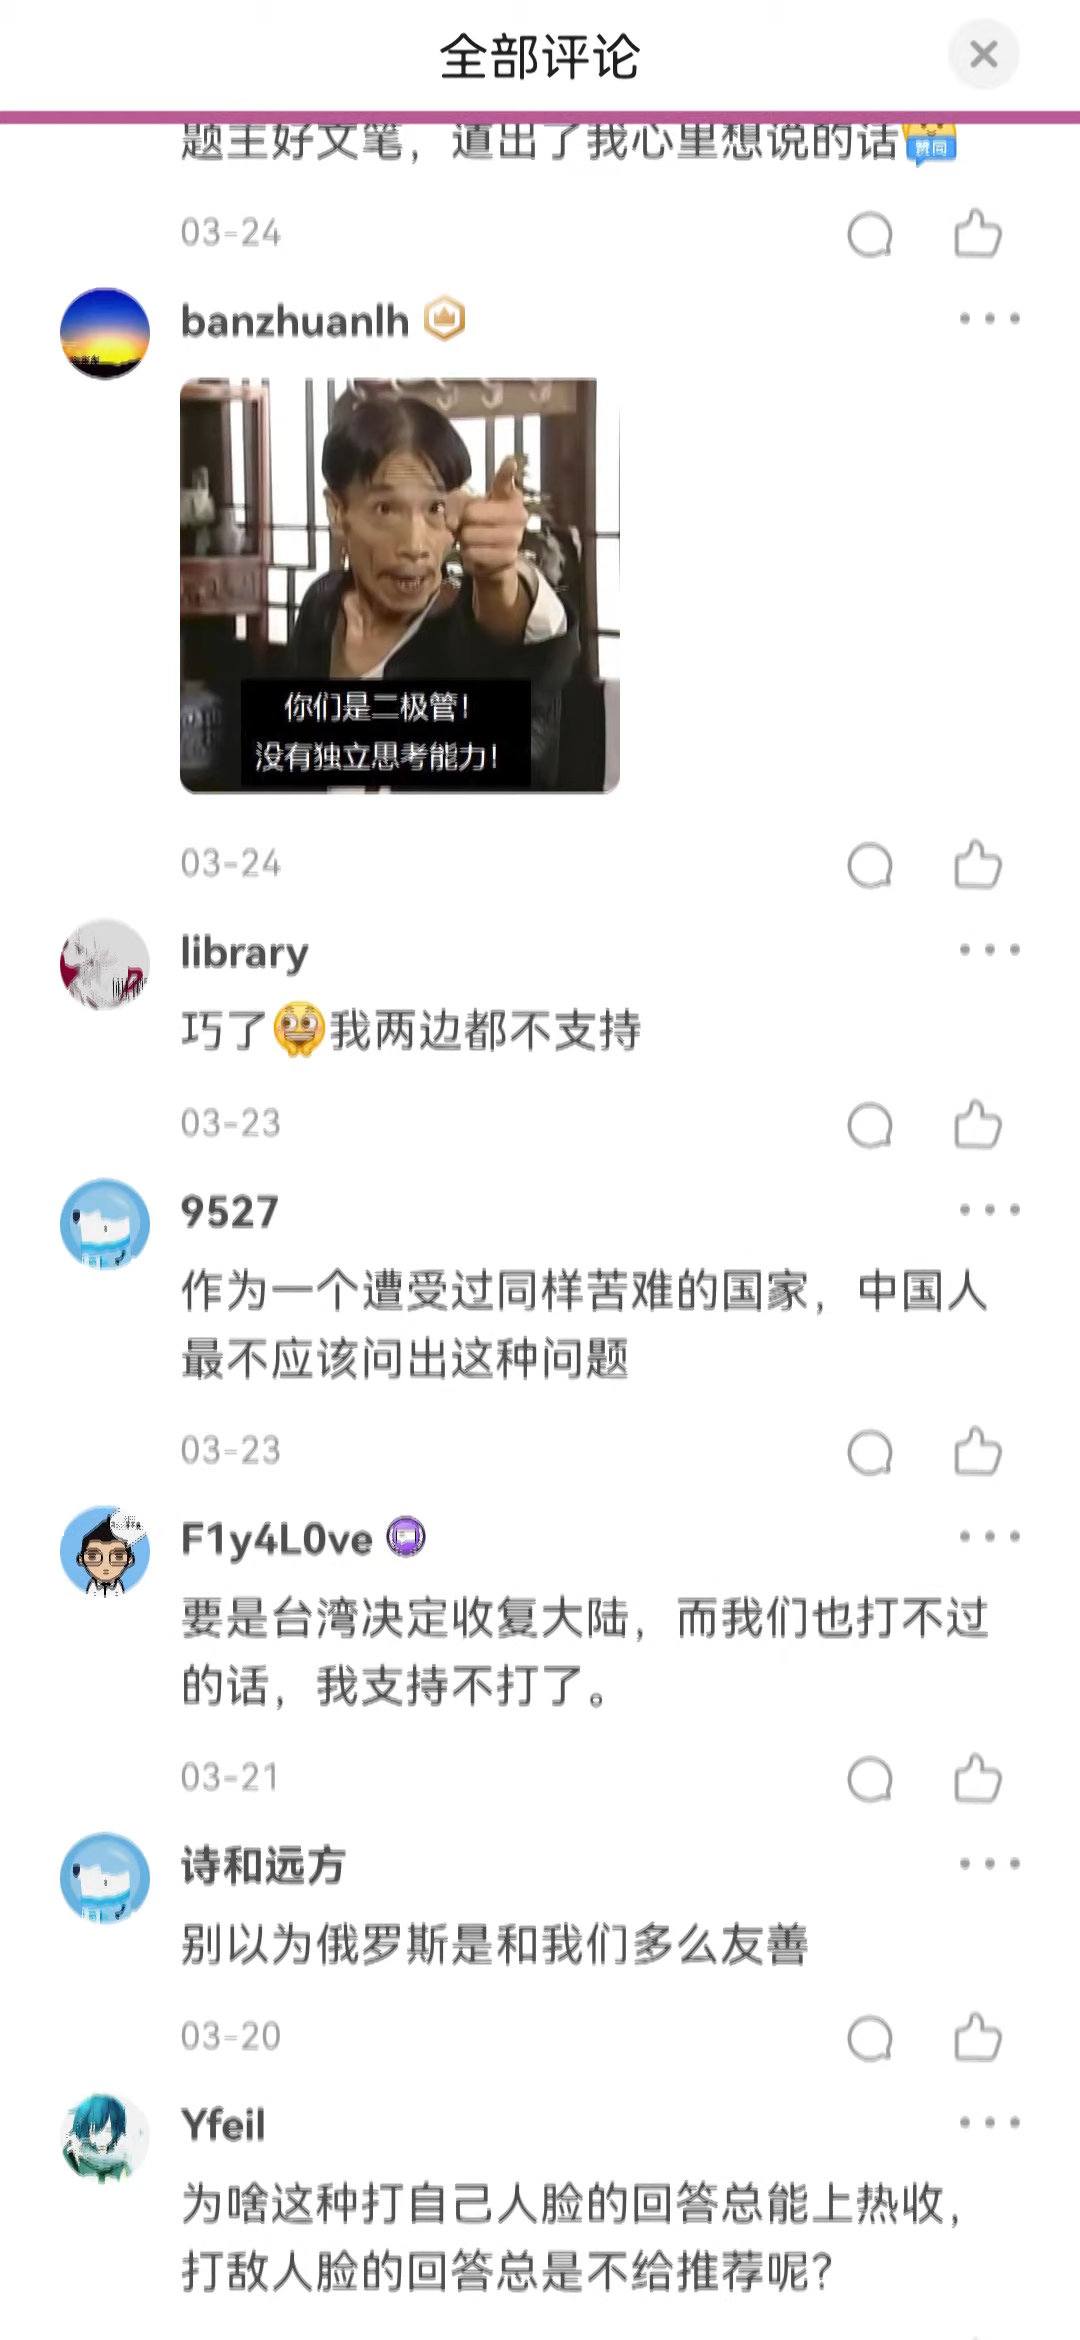 全部评论
题主好文笔，道出了我心里想说的话
赞同
03-24
banzhuanlh
你们是二极管！
没有独立思考能力！
03-24
library
巧了我两边都不支持
03-23
9527
作为一个遭受过同样苦难的国家，中国人
最不应该问出这种问题
03-23
F1y4L0ve
要是台湾决定收复大陆，而我们也打不过
的话，我支持不打了。
03-21
诗和远方
别以为俄罗斯是和我们多么友善
03-20
Yfeil
为啥这种打自己人脸的回答总能上热收，
打敌人脸的回答总是不给推荐呢？